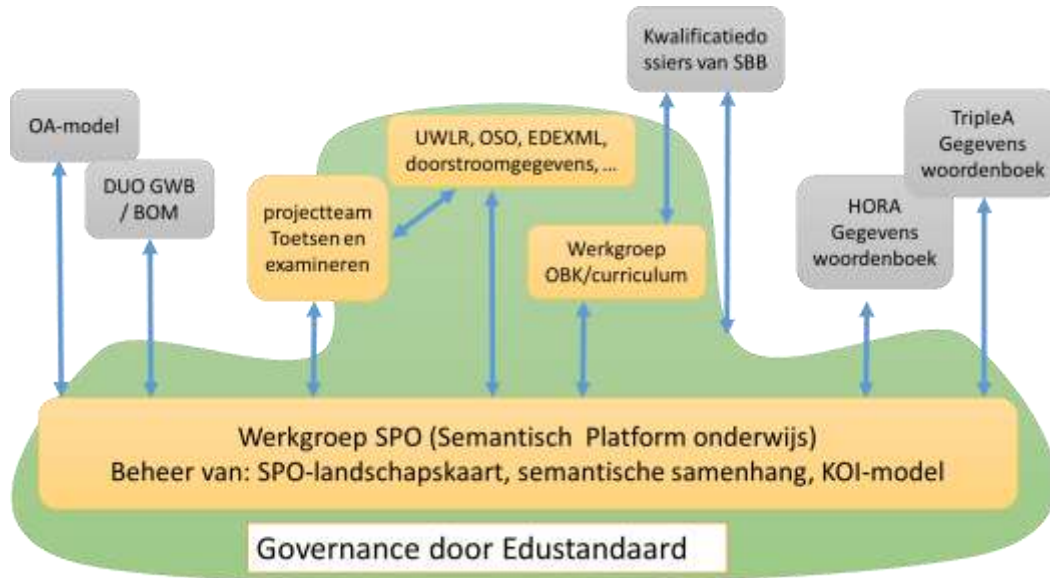 Kwalificatiedo
ssiers van SBB
OA-model
DUO GWB
/ BOM
UWLR, OSO, EDEXML,
doorstroomgegevens, ...
projectteam
Toetsen en
examineren
Werkgroep
OBK/curriculum
TripleA
Gegevens
woordenboek
HORA
Gegevens
woordenboek
Werkgroep SPO (Semantisch Platform onderwijs)
Beheer van: SPO-landschapskaart, semantische samenhang, KOI-model
Governance door Edustandaard